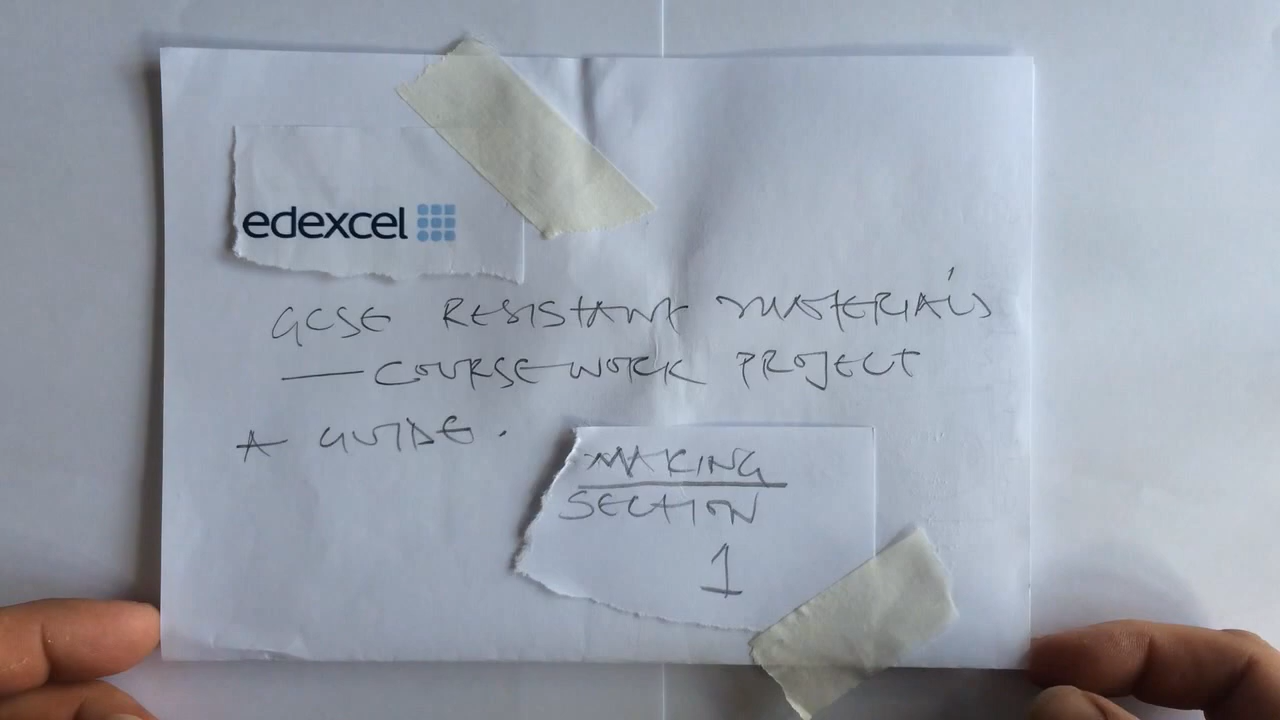 edexcel
GCSE RESISTANT MATERIALS
— COURSEWORK PROJECT
A GUIDE.
MAKING
SECTION
1